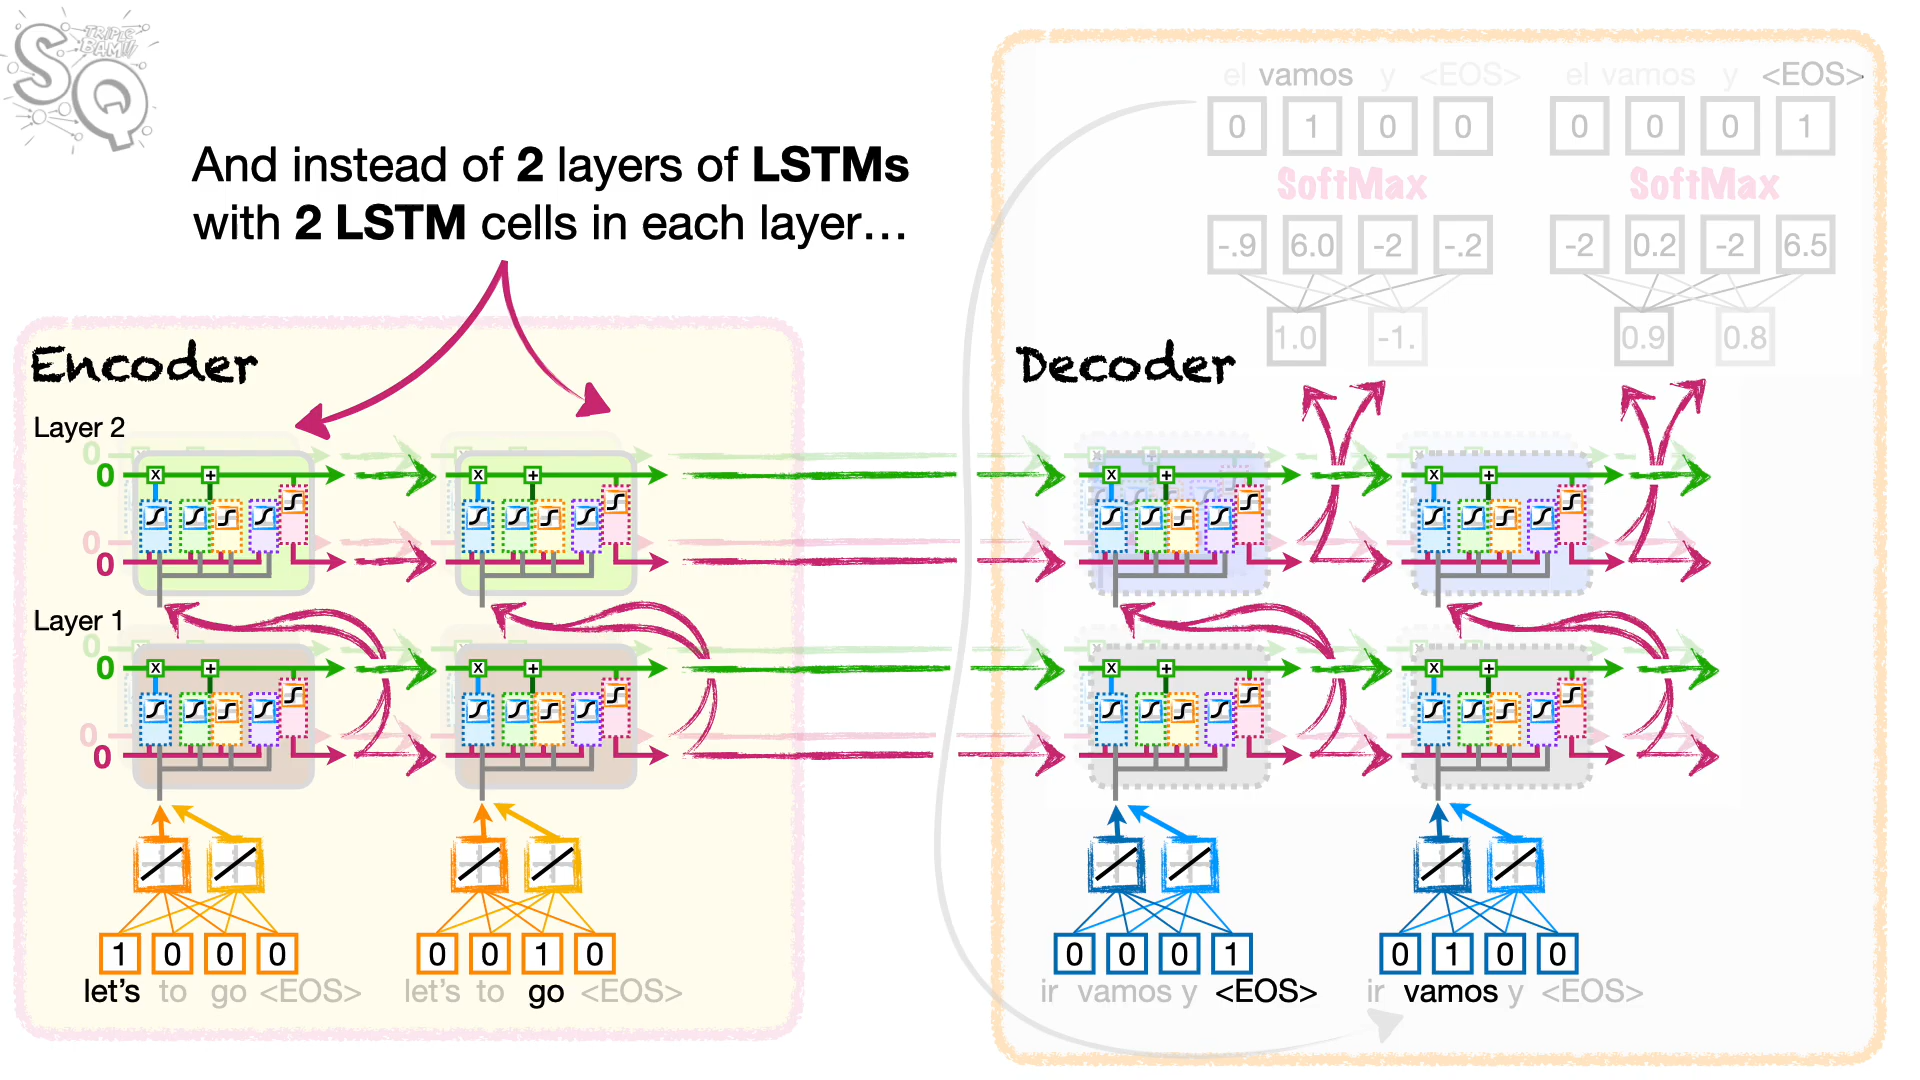 SQ
TRIPLE
BAM!!!
And instead of 2 layers of LSTMs
with 2 LSTM cells in each layer…
Encoder
Layer 2
0
0
x +
x +
0
0
Layer 1
0
0
x +
x +
0
0
1 0 0 0
let's to go <EOS>
0 0 1 0
let's to go <EOS>
Decoder
el vamos y <EOS>
0 1 0 0
SoftMax
-.9 6.0 -2 -.2
1.0 -1.
el vamos y <EOS>
0 0 0 1
SoftMax
-2 0.2 -2 6.5
0.9 0.8
x +
x +
x +
x +
0 0 0 1
ir vamos y <EOS>
0 1 0 0
ir vamos y <EOS>